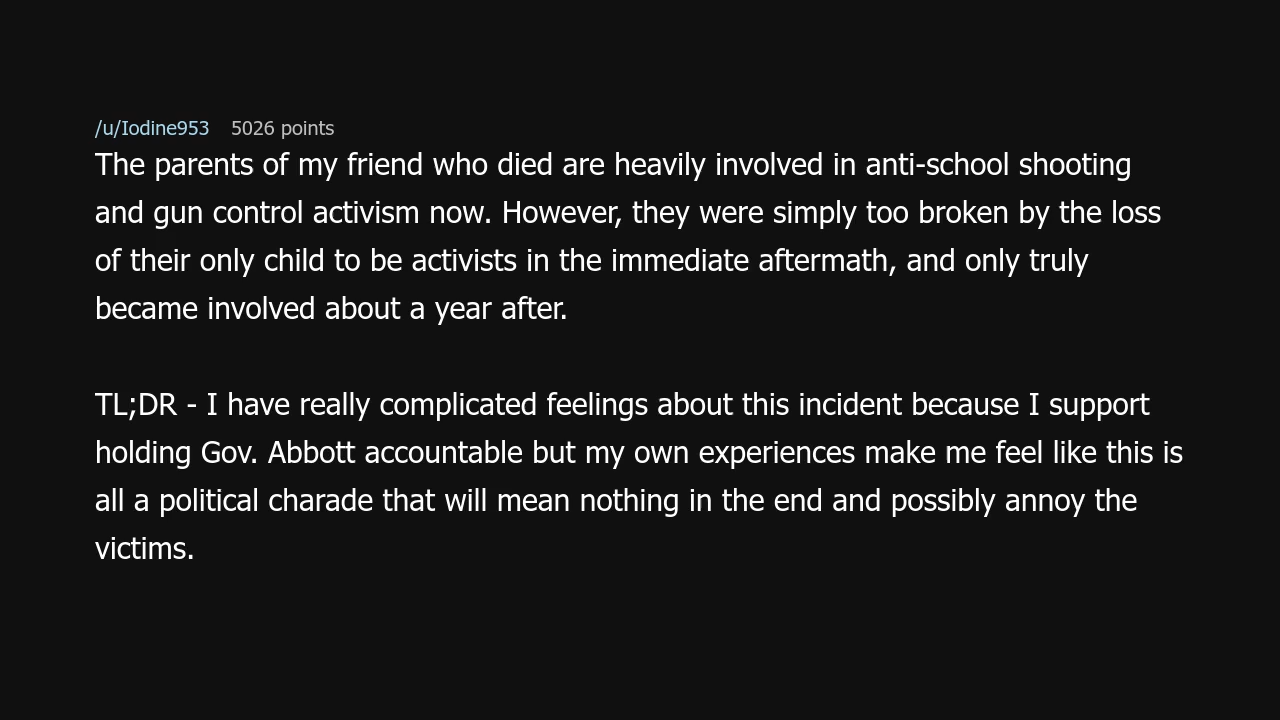 /u/Iodine953 5026 points
The parents of my friend who died are heavily involved in anti-school shooting
and gun control activism now. However, they were simply too broken by the loss
of their only child to be activists in the immediate aftermath, and only truly
became involved about a year after.
TL;DR - I have really complicated feelings about this incident because I support
holding Gov. Abbott accountable but my own experiences make me feel like this is
all a political charade that will mean nothing in the end and possibly annoy the
victims.